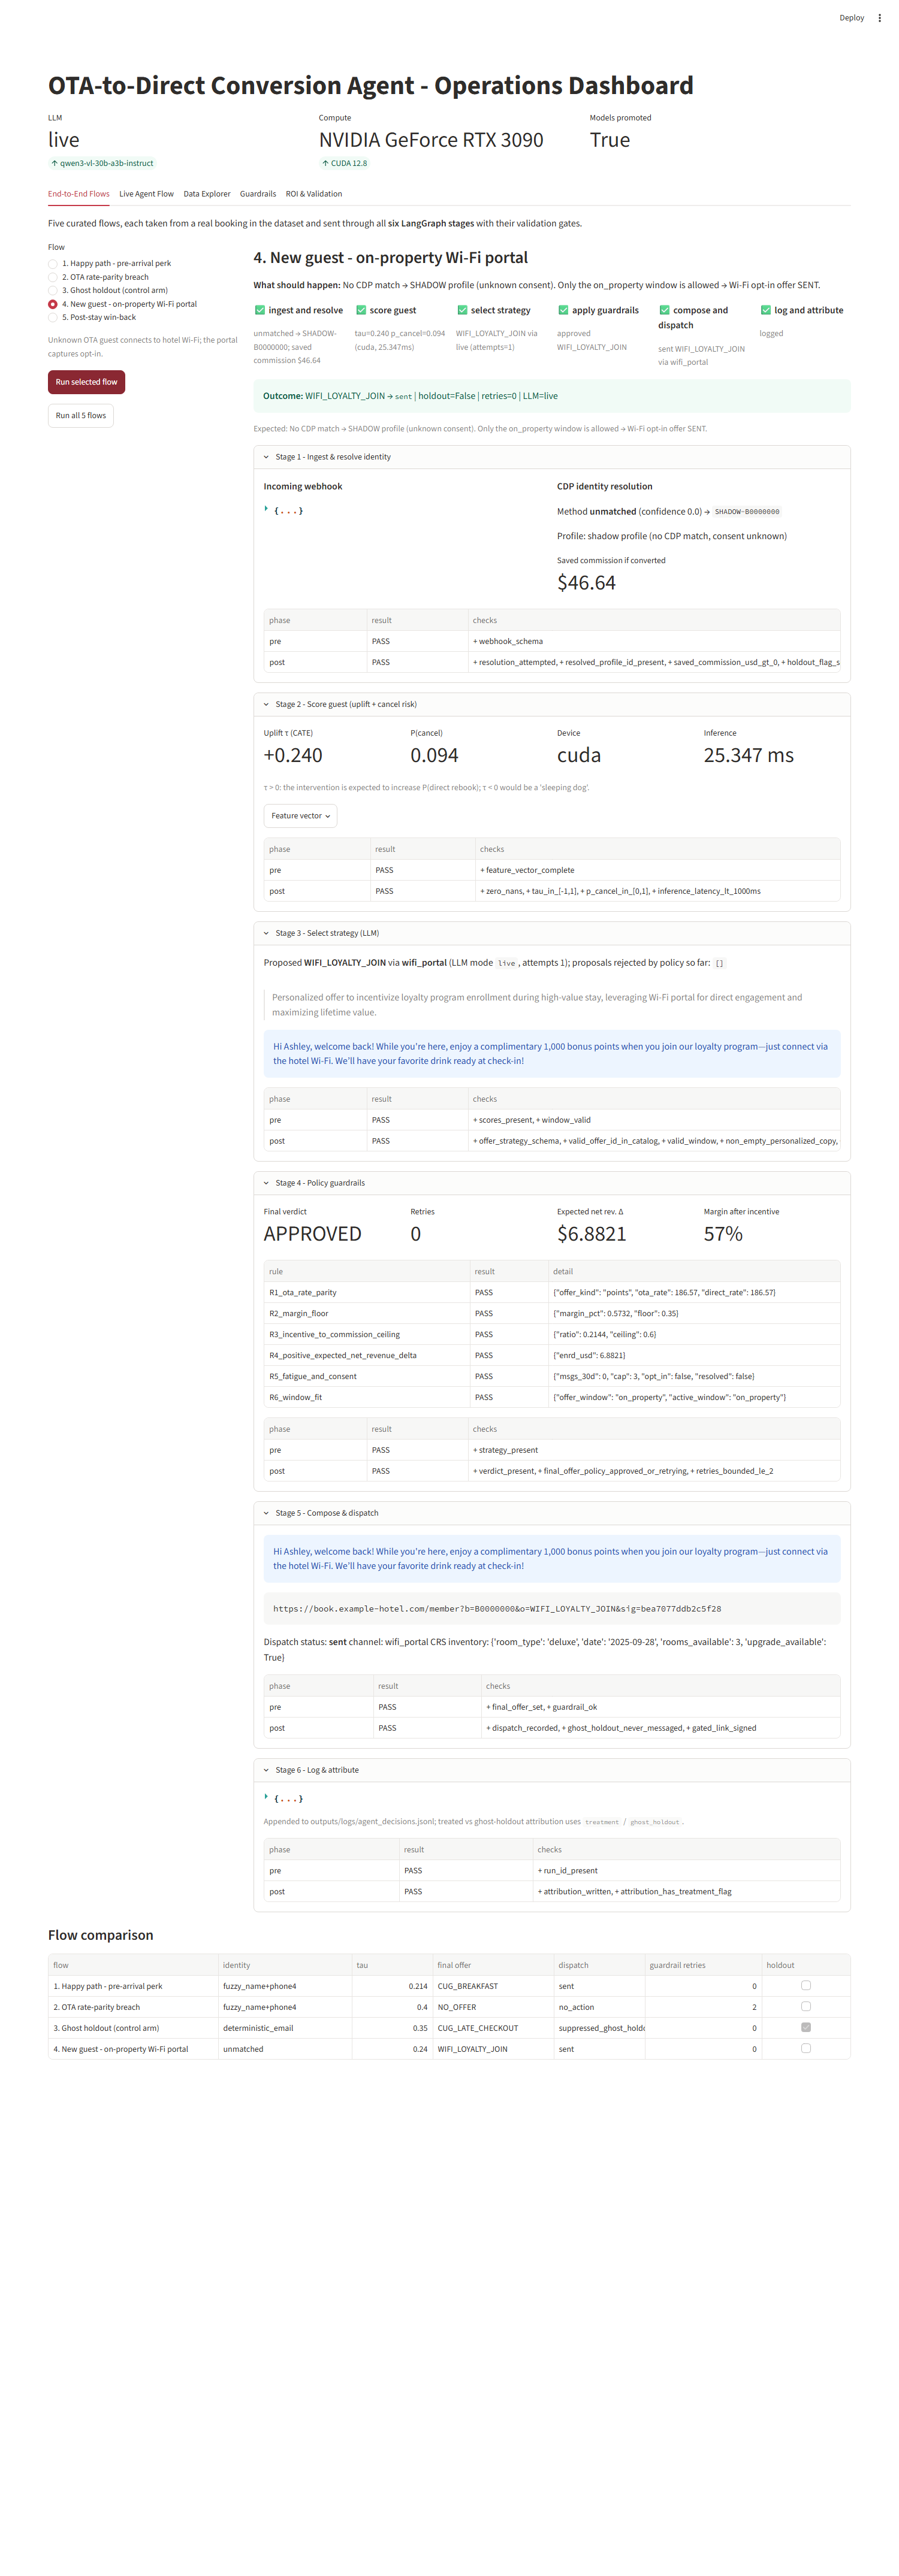 Deploy
OTA-to-Direct Conversion Agent - Operations Dashboard
LLM
live
↑ qwen3-vl-30b-a3b-instruct
Compute
NVIDIA GeForce RTX 3090
↑ CUDA 12.8
Models promoted
True
End-to-End Flows Live Agent Flow Data Explorer Guardrails ROI & Validation
Five curated flows, each taken from a real booking in the dataset and sent through all six LangGraph stages with their validation gates.
Flow
1. Happy path - pre-arrival perk
2. OTA rate-parity breach
3. Ghost holdout (control arm)
4. New guest - on-property Wi-Fi portal
5. Post-stay win-back
Unknown OTA guest connects to hotel Wi-Fi; the portal
captures opt-in.
Run selected flow
Run all 5 flows
4. New guest - on-property Wi-Fi portal
What should happen: No CDP match → SHADOW profile (unknown consent). Only the on_property window is allowed → Wi-Fi opt-in offer SENT.
ingest and resolve
unmatched → SHADOW-
B0000000; saved
commission $46.64
score guest
tau=0.240 p_cancel=0.094
(cuda, 25.347ms)
select strategy
WIFI_LOYALTY_JOIN via
live (attempts=1)
apply guardrails
approved
WIFI_LOYALTY_JOIN
compose and
dispatch
sent WIFI_LOYALTY_JOIN
via wifi_portal
log and attribute
logged
Outcome: WIFI_LOYALTY_JOIN → sent | holdout=False | retries=0 | LLM=live
Expected: No CDP match → SHADOW profile (unknown consent). Only the on_property window is allowed → Wi-Fi opt-in offer SENT.
Stage 1 - Ingest & resolve identity
Incoming webhook
{...}
CDP identity resolution
Method unmatched (confidence 0.0) → SHADOW-B0000000
Profile: shadow profile (no CDP match, consent unknown)
Saved commission if converted
$46.64
phase result checks
pre PASS + webhook_schema
post PASS + resolution_attempted, + resolved_profile_id_present, + saved_commission_usd_gt_0, + holdout_flag_s
Stage 2 - Score guest (uplift + cancel risk)
Uplift τ (CATE)
+0.240
P(cancel)
0.094
Device
cuda
Inference
25.347 ms
τ > 0: the intervention is expected to increase P(direct rebook); τ < 0 would be a 'sleeping dog'.
Feature vector
phase result checks
pre PASS + feature_vector_complete
post PASS + zero_nans, + tau_in_[-1,1], + p_cancel_in_[0,1], + inference_latency_lt_1000ms
Stage 3 - Select strategy (LLM)
Proposed WIFI_LOYALTY_JOIN via wifi_portal (LLM mode live , attempts 1); proposals rejected by policy so far: []
Personalized offer to incentivize loyalty program enrollment during high-value stay, leveraging Wi-Fi portal for direct engagement and
maximizing lifetime value.
Hi Ashley, welcome back! While you're here, enjoy a complimentary 1,000 bonus points when you join our loyalty program—just connect via
the hotel Wi-Fi. We'll have your favorite drink ready at check-in!
phase result checks
pre PASS + scores_present, + window_valid
post PASS + offer_strategy_schema, + valid_offer_id_in_catalog, + valid_window, + non_empty_personalized_copy,
Stage 4 - Policy guardrails
Final verdict
APPROVED
Retries
0
Expected net rev. Δ
$6.8821
Margin after incentive
57%
rule result detail
R1_ota_rate_parity PASS {"offer_kind": "points", "ota_rate": 186.57, "direct_rate": 186.57}
R2_margin_floor PASS {"margin_pct": 0.5732, "floor": 0.35}
R3_incentive_to_commission_ceiling PASS {"ratio": 0.2144, "ceiling": 0.6}
R4_positive_expected_net_revenue_delta PASS {"enrd_usd": 6.8821}
R5_fatigue_and_consent PASS {"msgs_30d": 0, "cap": 3, "opt_in": false, "resolved": false}
R6_window_fit PASS {"offer_window": "on_property", "active_window": "on_property"}
phase result checks
pre PASS + strategy_present
post PASS + verdict_present, + final_offer_policy_approved_or_retrying, + retries_bounded_le_2
Stage 5 - Compose & dispatch
Hi Ashley, welcome back! While you're here, enjoy a complimentary 1,000 bonus points when you join our loyalty program—just connect via
the hotel Wi-Fi. We'll have your favorite drink ready at check-in!
https://book.example-hotel.com/member?b=B0000000&o=WIFI_LOYALTY_JOIN&sig=bea7077ddb2c5f28
Dispatch status: sent channel: wifi_portal CRS inventory: {'room_type': 'deluxe', 'date': '2025-09-28', 'rooms_available': 3, 'upgrade_available':
True}
phase result checks
pre PASS + final_offer_set, + guardrail_ok
post PASS + dispatch_recorded, + ghost_holdout_never_messaged, + gated_link_signed
Stage 6 - Log & attribute
{...}
Appended to outputs/logs/agent_decisions.jsonl; treated vs ghost-holdout attribution uses treatment / ghost_holdout .
phase result checks
pre PASS + run_id_present
post PASS + attribution_written, + attribution_has_treatment_flag
Flow comparison
flow identity tau final offer dispatch guardrail retries holdout
1. Happy path - pre-arrival perk fuzzy_name+phone4 0.214 CUG_BREAKFAST sent 0
2. OTA rate-parity breach fuzzy_name+phone4 0.4 NO_OFFER no_action 2
3. Ghost holdout (control arm) deterministic_email 0.35 CUG_LATE_CHECKOUT suppressed_ghost_holdo 0
4. New guest - on-property Wi-Fi portal unmatched 0.24 WIFI_LOYALTY_JOIN sent 0